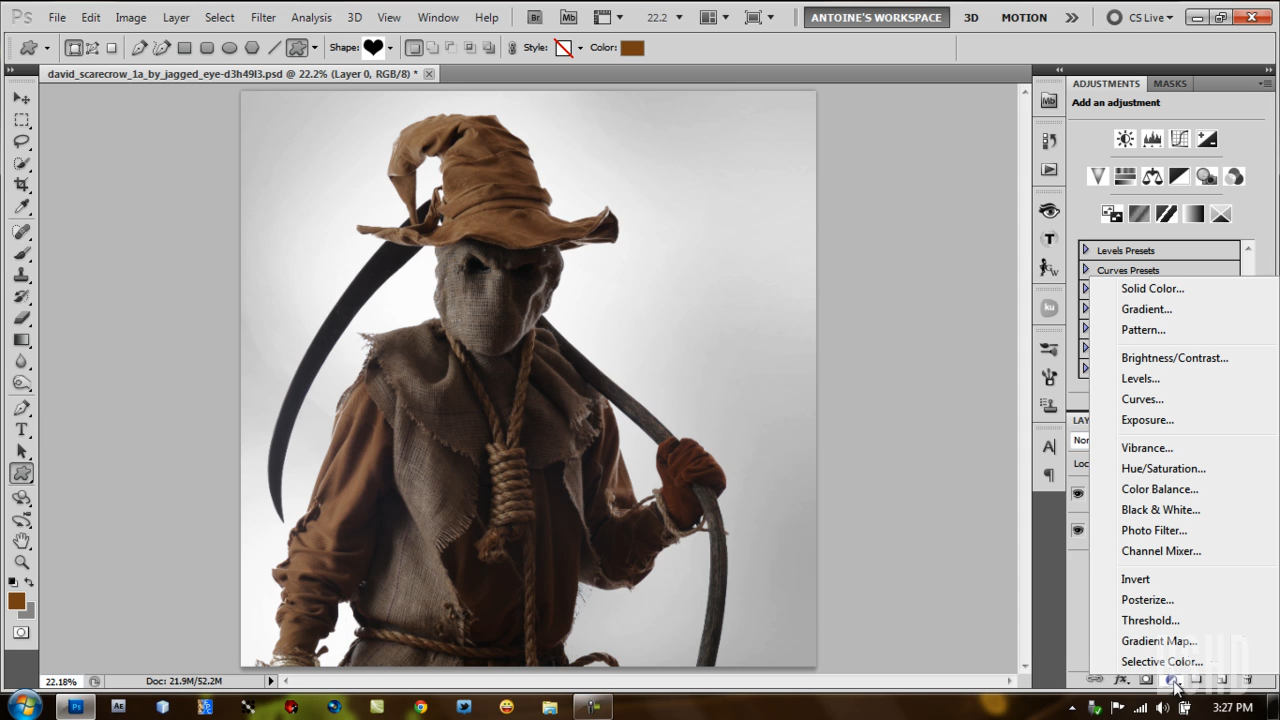 Ps File Edit Image Layer Select Filter Analysis 3D View Window Help Br Mb 22.2 ANTOINE'S WORKSPACE 3D MOTION CS Live
Shape: Style: Color:
david_scarecrow_1a_by_jagged_eye-d3h49l3.psd @ 22.2% (Layer 0, RGB/8) *
ADJUSTMENTS MASKS
Add an adjustment
Levels Presets
Curves Presets
Solid Color...
Gradient...
Pattern...
Brightness/Contrast...
Levels...
Curves...
Exposure...
Vibrance...
Hue/Saturation...
Color Balance...
Black & White...
Photo Filter...
Channel Mixer...
Invert
Posterize...
Threshold...
Gradient Map...
Selective Color...
Mb
ku
LAY
Nor
Loc
22.18% Doc: 21.9M/52.2M
Ps Ae 3:27 PM